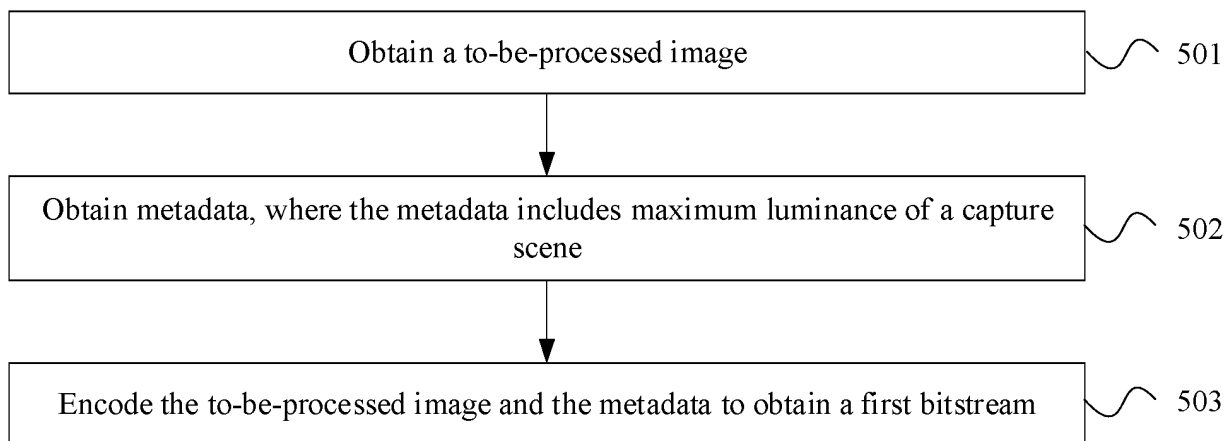 Obtain a to-be-processed image
501
Obtain metadata, where the metadata includes maximum luminance of a capture
scene
502
Encode the to-be-processed image and the metadata to obtain a first bitstream
503